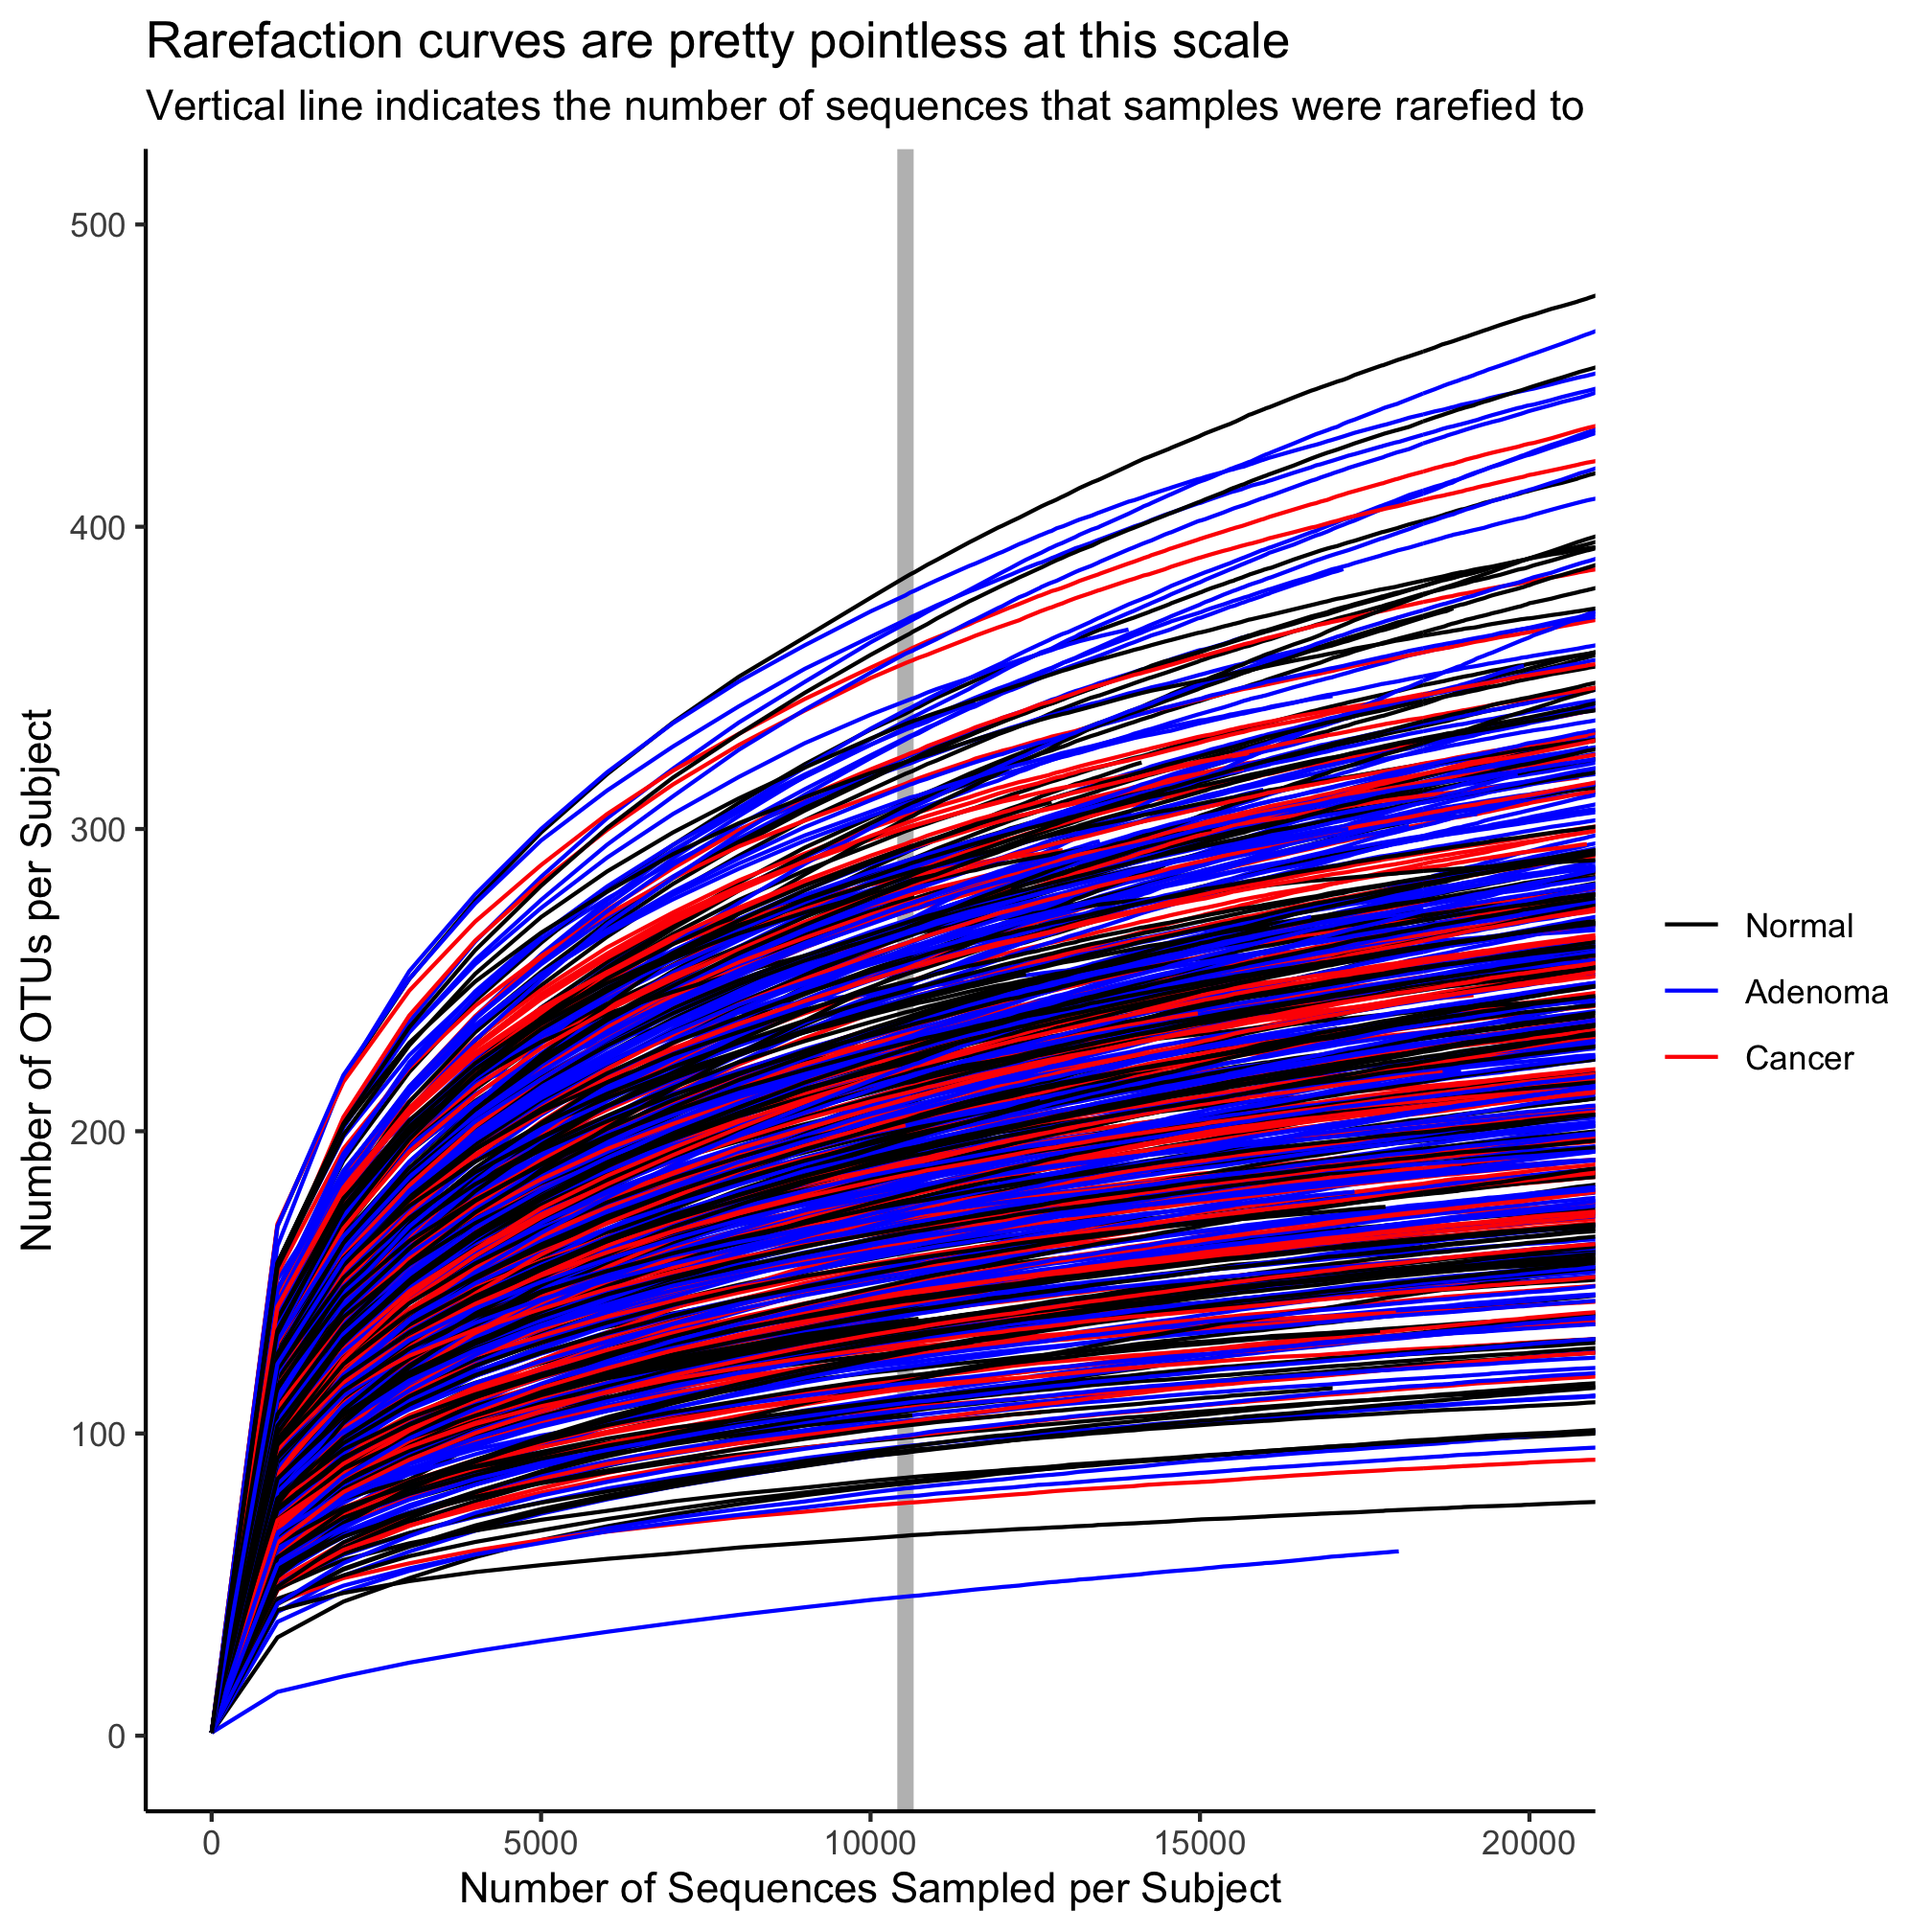 Rarefaction curves are pretty pointless at this scale
Vertical line indicates the number of sequences that samples were rarefied to
Number of OTUs per Subject
500
400
300
200
100
0
0
5000
10000
15000
20000
Number of Sequences Sampled per Subject
Normal
Adenoma
Cancer